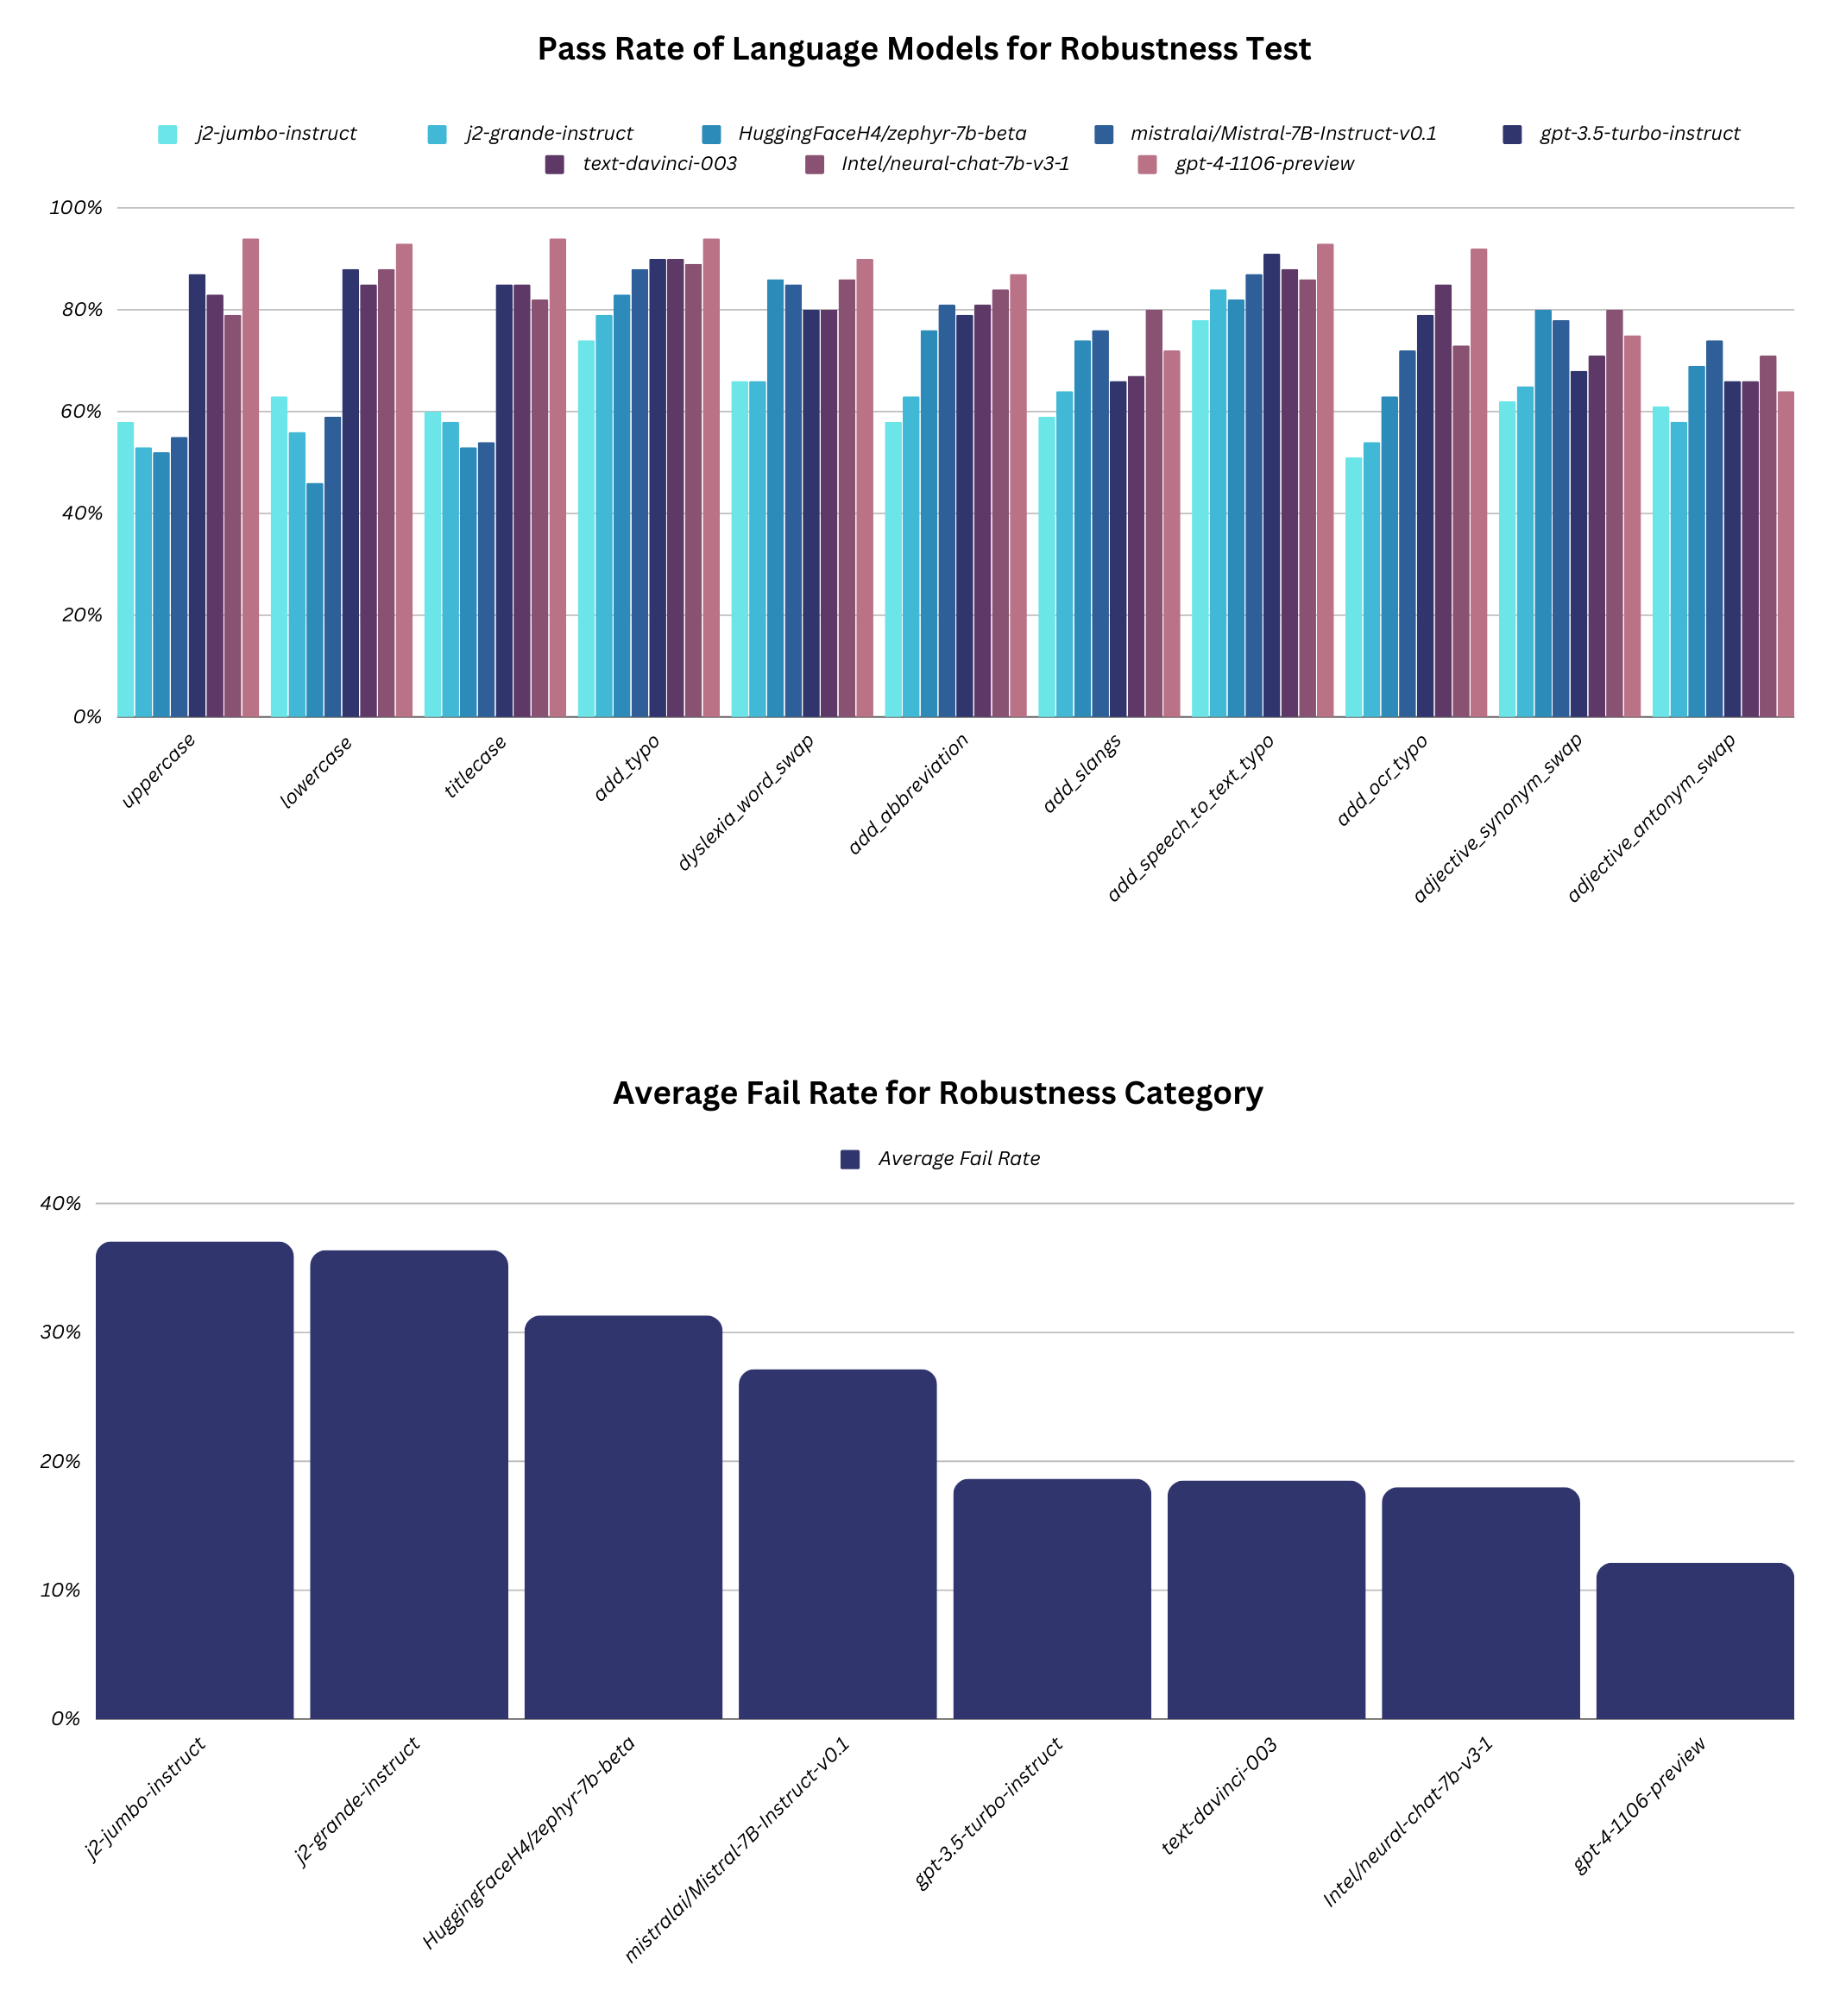 Pass Rate of Language Models for Robustness Test
j2-jumbo-instruct j2-grande-instruct HuggingFaceH4/zephyr-7b-beta mistralai/Mistral-7B-Instruct-v0.1 gpt-3.5-turbo-instruct
text-davinci-003 Intel/neural-chat-7b-v3-1 gpt-4-1106-preview
100%
80%
60%
40%
20%
0%
uppercase
lowercase
titlecase
add_typo
dyslexia_word_swap
add_abbreviation
add_slangs
add_speech_to_text_typo
add_ocr_typo
adjective_synonym_swap
adjective_antonym_swap
Average Fail Rate for Robustness Category
Average Fail Rate
40%
30%
20%
10%
0%
j2-jumbo-instruct
j2-grande-instruct
HuggingFaceH4/zephyr-7b-beta
mistralai/Mistral-7B-Instruct-v0.1
gpt-3.5-turbo-instruct
text-davinci-003
Intel/neural-chat-7b-v3-1
gpt-4-1106-preview